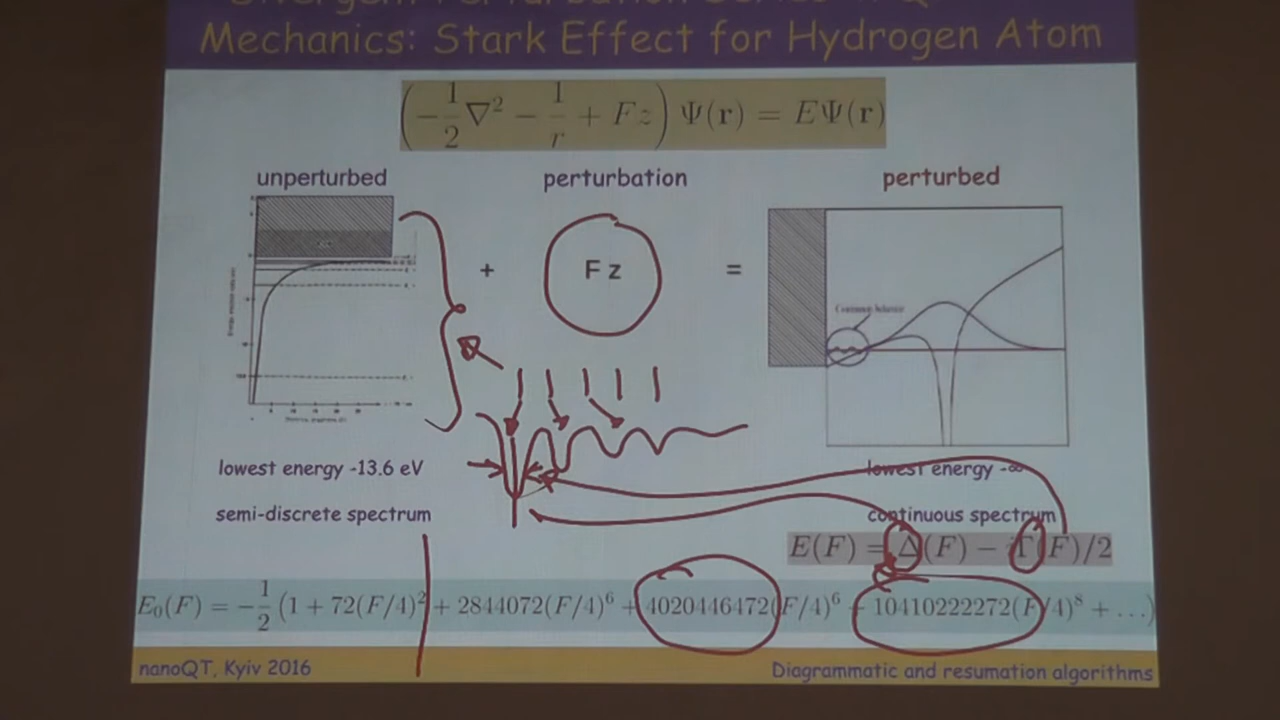 Mechanics: Stark Effect for Hydrogen Atom
(-1/2 ∇² - 1/r + Fz) Ψ(r) = EΨ(r)
unperturbed perturbation perturbed
+ F z =
lowest energy -13.6 eV lowest energy -∞
semi-discrete spectrum continuous spectrum
E(F) = Δ(F) - Γ(F)/2
E₀(F) = -1/2 (1 + 72(F/4)² + 2844072(F/4)⁶ + 4020446472(F/4)⁶ + 10410222272(F/4)⁸ + ...)
nanoQT, Kyiv 2016 Diagrammatic and resumation algorithms